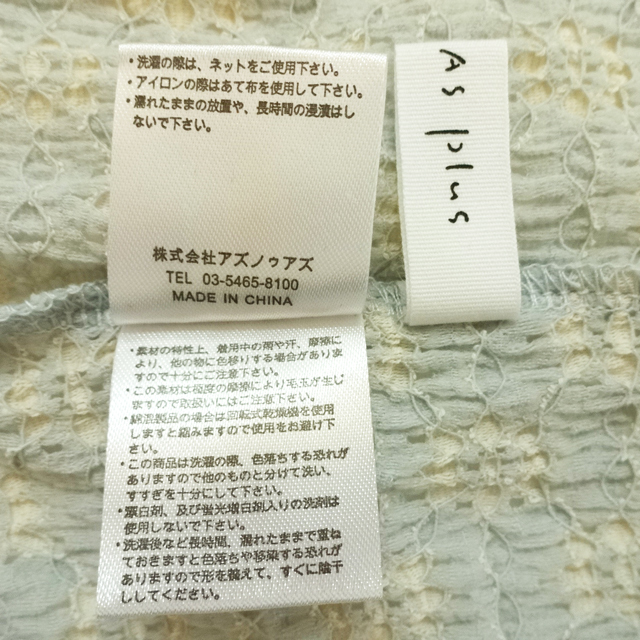 ・洗濯の際は、ネットをご使用下さい。
・アイロンの際はあて布を使用して下さい。
・濡れたままの放置や、長時間の浸漬はし
ないで下さい。
株式会社アズノゥアズ
TEL 03-5465-8100
MADE IN CHINA
As plus
・素材の特性上、着用中の雨や汗、摩擦に
より、他の物に色移りする場合があります
すので十分にご注意下さい。
・この素材は極度の摩擦により毛玉が生じ
ますので取扱いにはご注意下さい。
・綿混製品の場合は回転式乾燥機を使用
しますと縮みますので使用をお避け下
さい。
・この商品は洗濯の際、色落ちする恐れが
ありますので他のものと分けて洗い、
すすぎを十分にして下さい。
・漂白剤、及び蛍光増白剤入りの洗剤は
使用しないで下さい。
・洗濯後など長時間、濡れたままで重ね
ておきますと色落ちや移染する恐れが
ありますので形を整えて、すぐに陰干
ししてください。